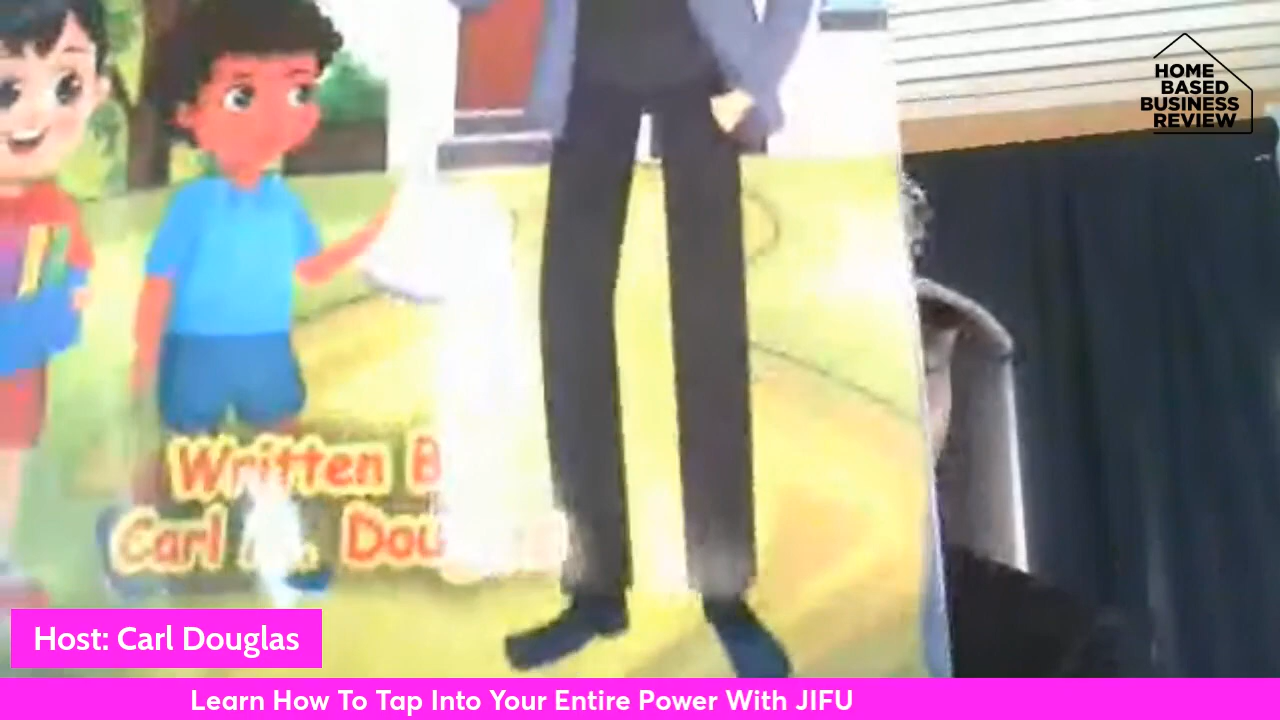 HOME
BASED
BUSINESS
REVIEW
Written
Carl
Host: Carl Douglas
Learn How To Tap Into Your Entire Power With JIFU